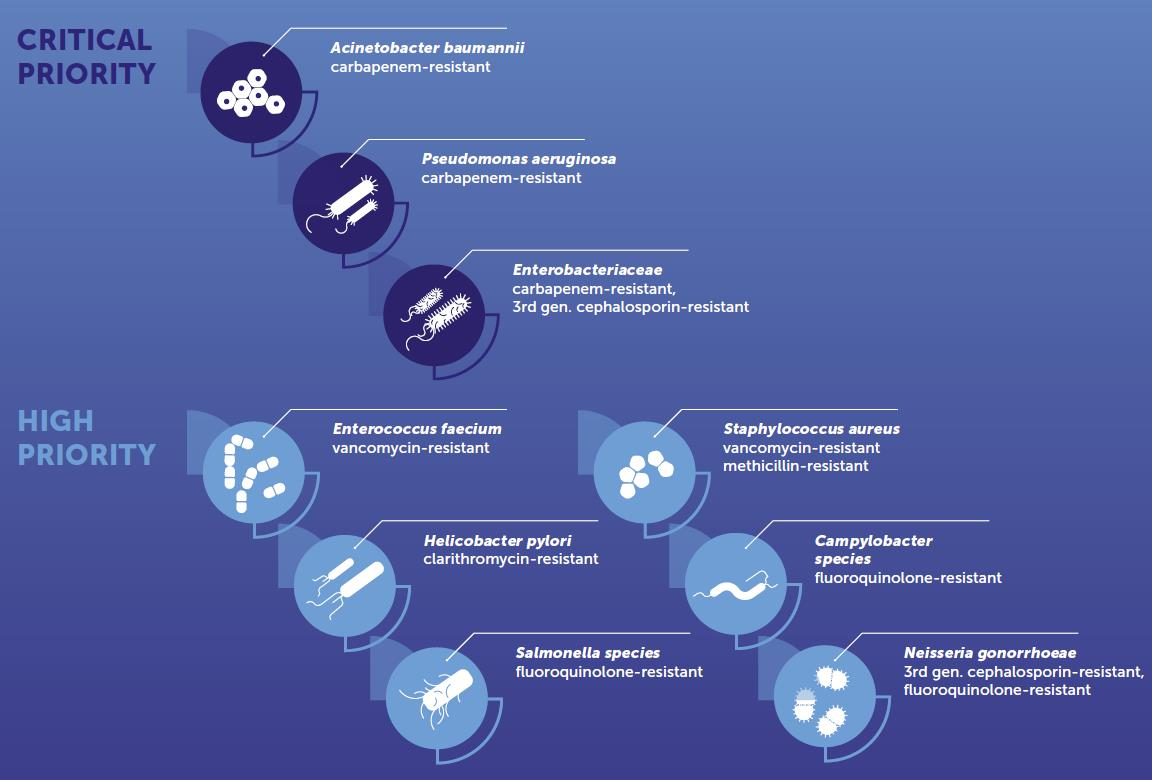 CRITICAL
PRIORITY
Acinetobacter baumannii
carbapenem-resistant
Pseudomonas aeruginosa
carbapenem-resistant
Enterobacteriaceae
carbapenem-resistant,
3rd gen. cephalosporin-resistant
HIGH
PRIORITY
Enterococcus faecium
vancomycin-resistant
Staphylococcus aureus
vancomycin-resistant
methicillin-resistant
Helicobacter pylori
clarithromycin-resistant
Campylobacter
species
fluoroquinolone-resistant
Salmonella species
fluoroquinolone-resistant
Neisseria gonorrhoeae
3rd gen. cephalosporin-resistant,
fluoroquinolone-resistant